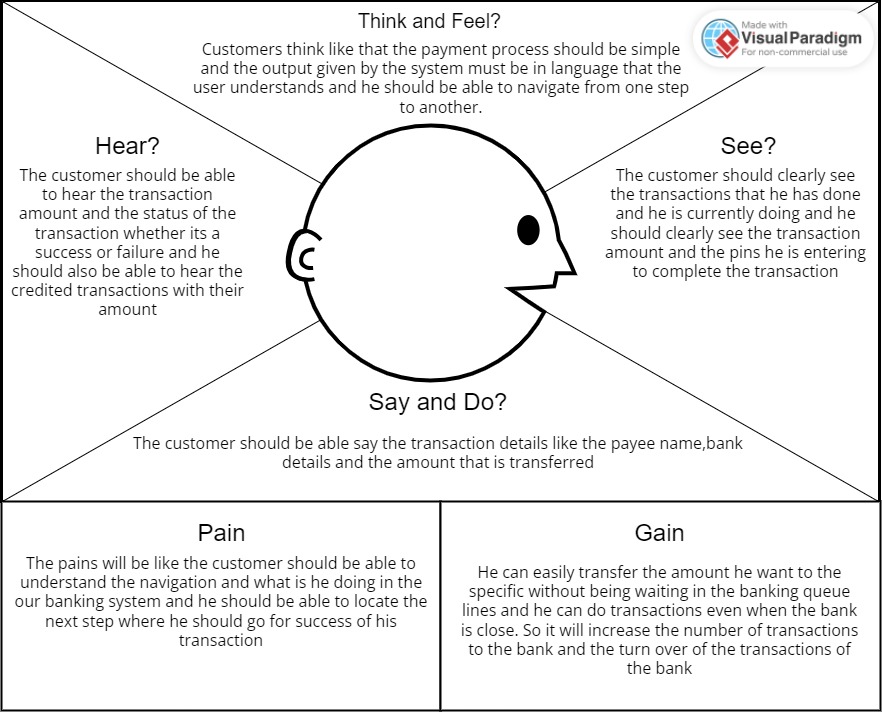 Think and Feel?
Customers think like that the payment process should be simple
and the output given by the system must be in language that the
user understands and he should be able to navigate from one step
to another.
Made with
VisualParadigm
For non-commercial use
Hear?
The customer should be able
to hear the transaction
amount and the status of the
transaction whether its a
success or failure and he
should also be able to hear the
credited transactions with their
amount
See?
The customer should clearly see
the transactions that he has done
and he is currently doing and he
should clearly see the transaction
amount and the pins he is entering
to complete the transaction
Say and Do?
The customer should be able say the transaction details like the payee name,bank
details and the amount that is transferred
Pain
The pains will be like the customer should be able to
understand the navigation and what is he doing in the
our banking system and he should be able to locate the
next step where he should go for success of his
transaction
Gain
He can easily transfer the amount he want to the
specific without being waiting in the banking queue
lines and he can do transactions even when the bank
is close. So it will increase the number of transactions
to the bank and the turn over of the transactions of
the bank